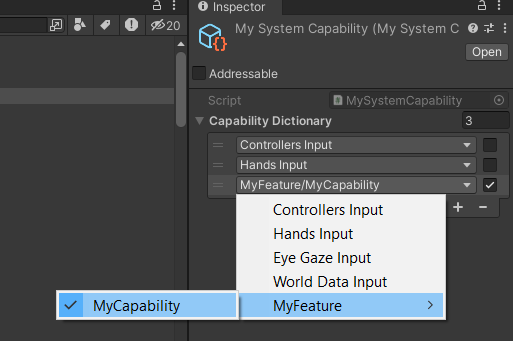 Inspector
20
My System Capability (My System C
Open
Addressable
Script
MySystemCapability
Capability Dictionary
3
Controllers Input
Hands Input
MyFeature/MyCapability
Controllers Input
Hands Input
Eye Gaze Input
World Data Input
MyFeature
MyCapability